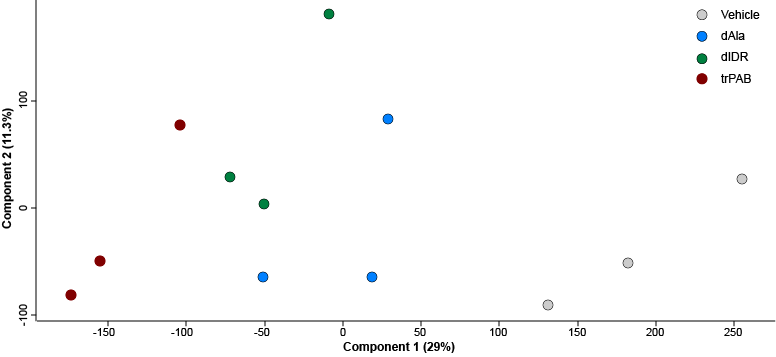 Vehicle
dAla
dIDR
trPAB
Component 2 (11.3%)
100
0
-100
-150
-100
-50
0
50
100
150
200
250
Component 1 (29%)